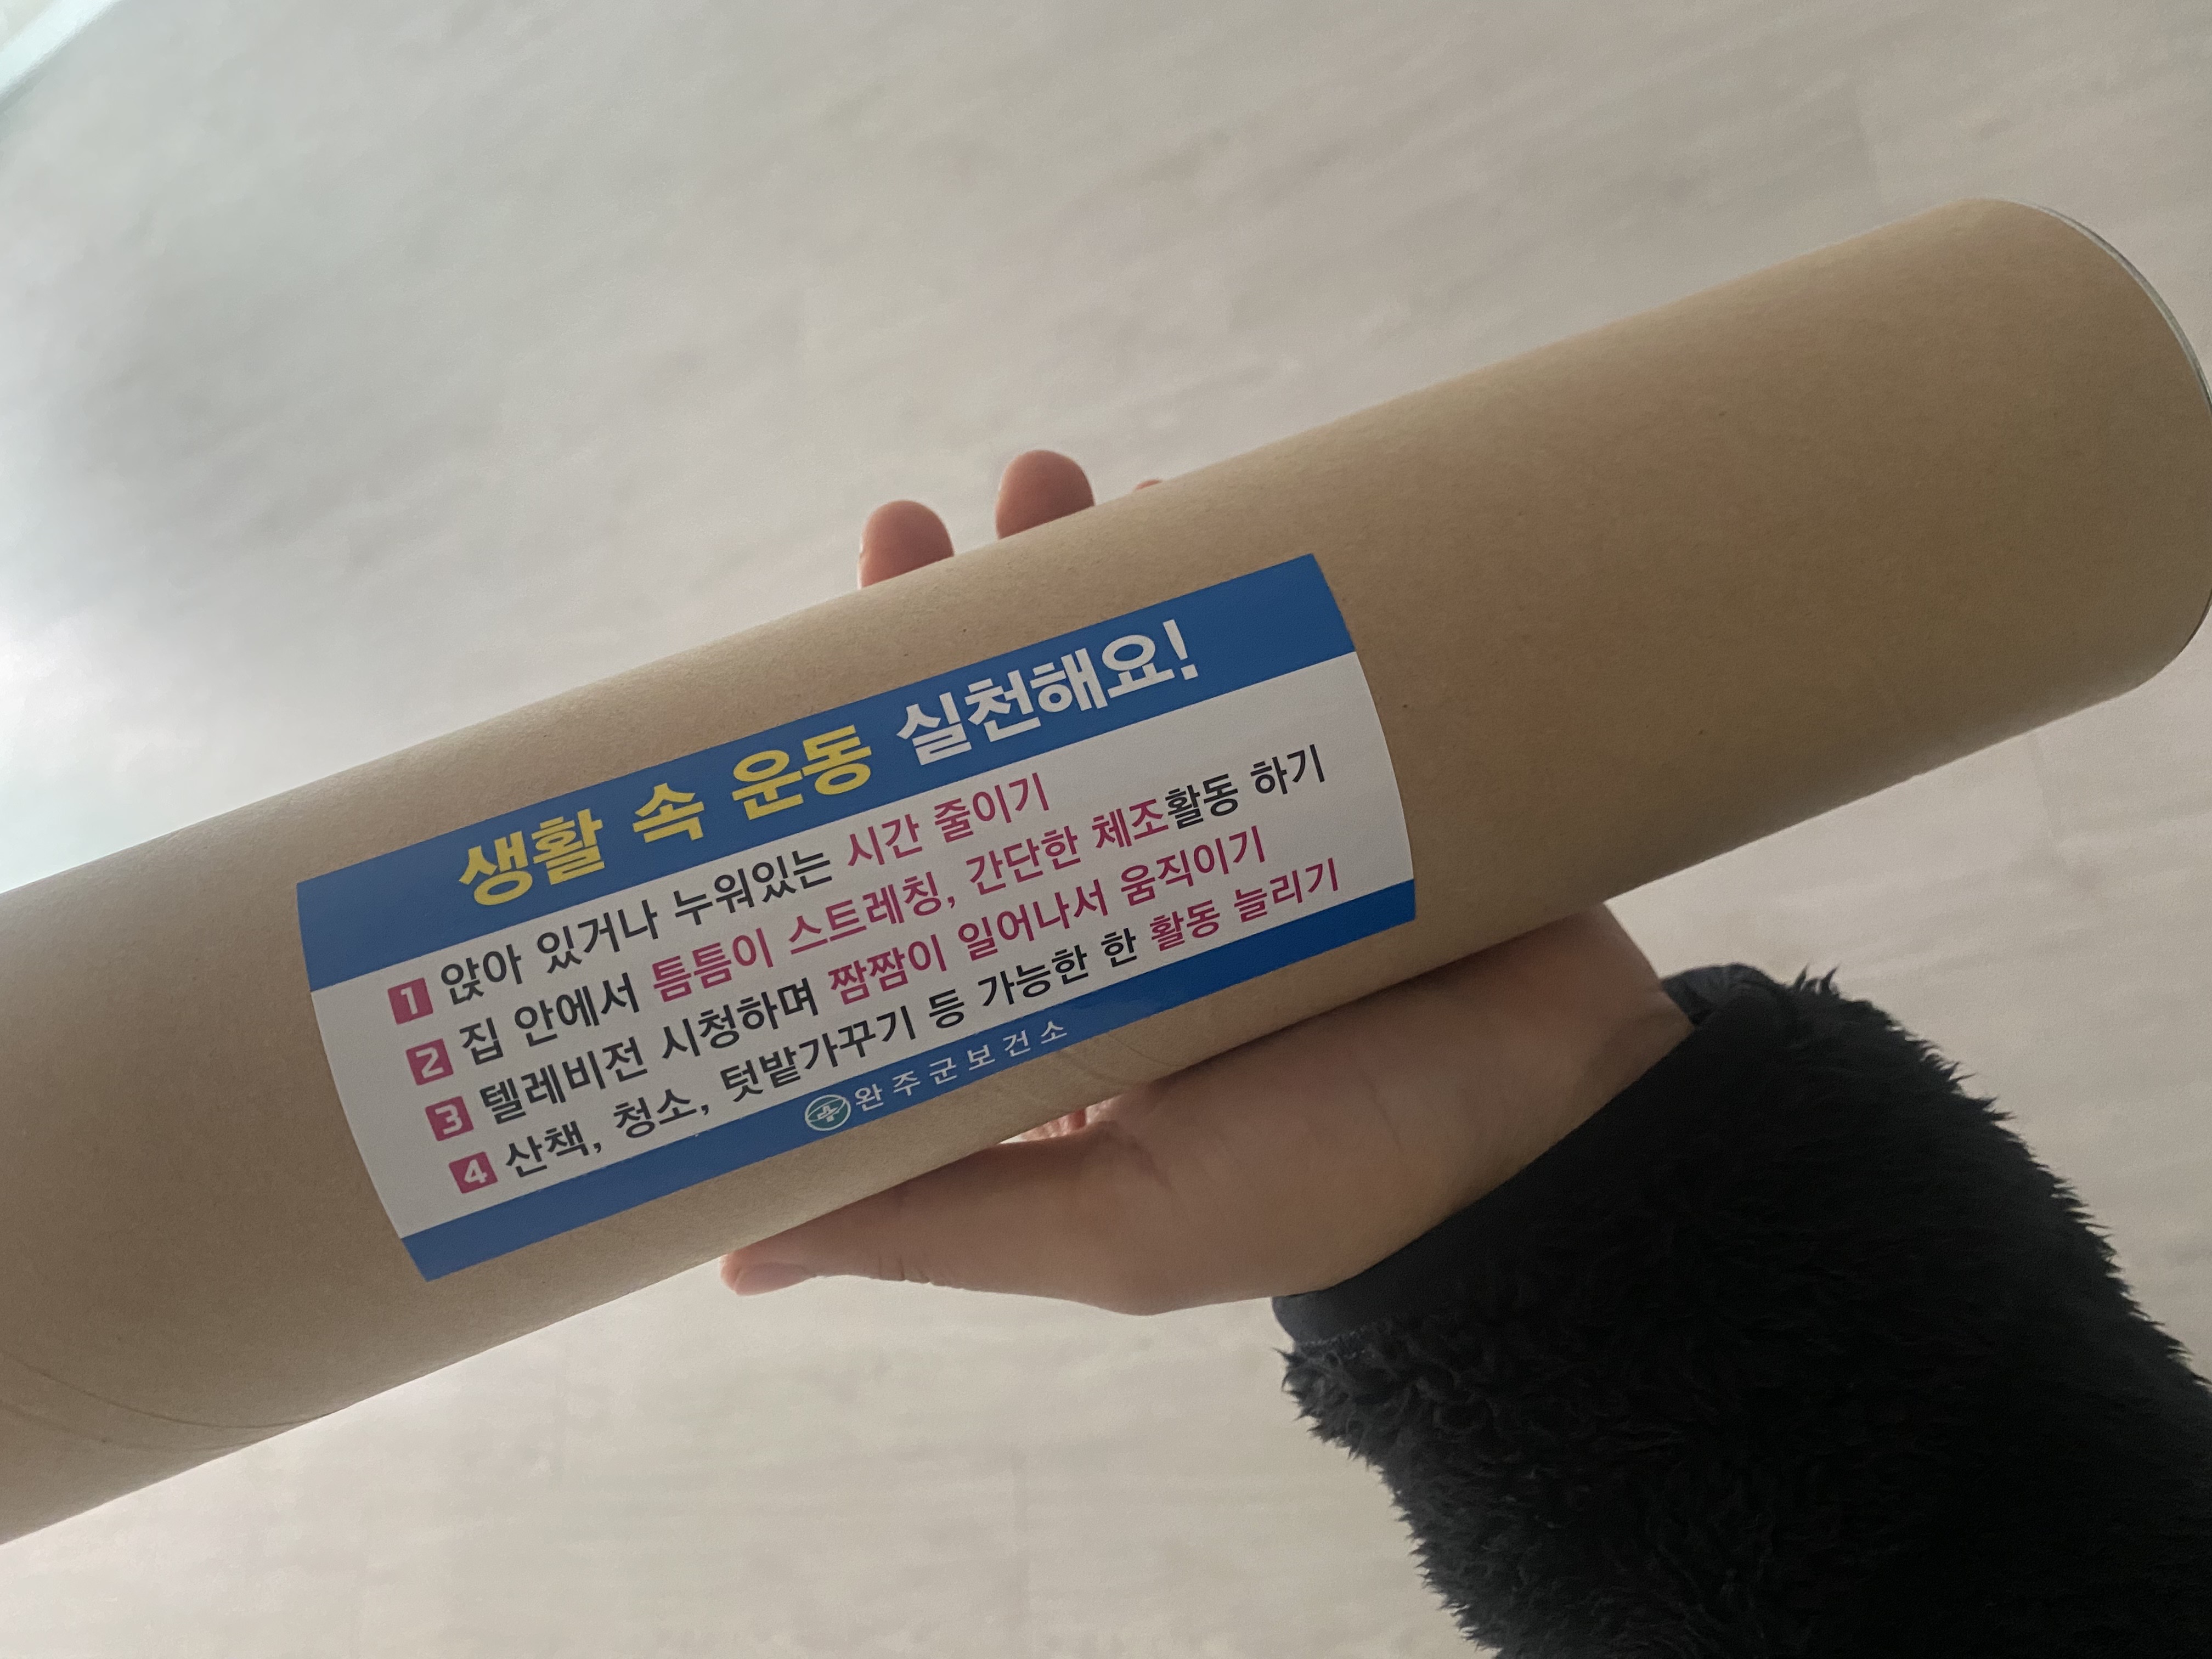 생활 속 운동 실천해요!
1 앉아 있거나 누워있는 시간 줄이기
2 집 안에서 틈틈이 스트레칭, 간단한 체조활동 하기
3 텔레비전 시청하며 짬짬이 일어나서 움직이기
4 산책, 청소, 텃밭가꾸기 등 가능한 한 활동 늘리기
완주군보건소